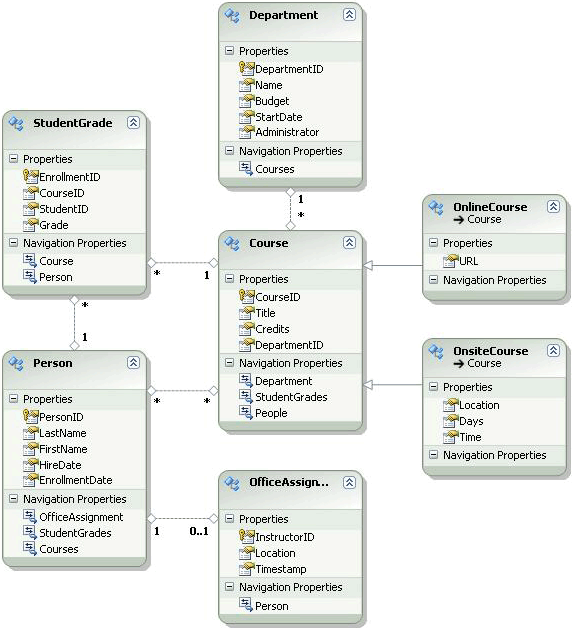 Department
Properties
DepartmentID
Name
Budget
StartDate
Administrator
Navigation Properties
Courses
1
*
StudentGrade
Properties
EnrollmentID
CourseID
StudentID
Grade
Navigation Properties
Course
Person
*
1
*
1
Course
Properties
CourseID
Title
Credits
DepartmentID
Navigation Properties
Department
StudentGrades
People
OnlineCourse
Course
Properties
URL
Navigation Properties
OnsiteCourse
Course
Properties
Location
Days
Time
Navigation Properties
Person
Properties
PersonID
LastName
FirstName
HireDate
EnrollmentDate
Navigation Properties
OfficeAssignment
StudentGrades
Courses
*
*
1
0..1
OfficeAssign...
Properties
InstructorID
Location
Timestamp
Navigation Properties
Person